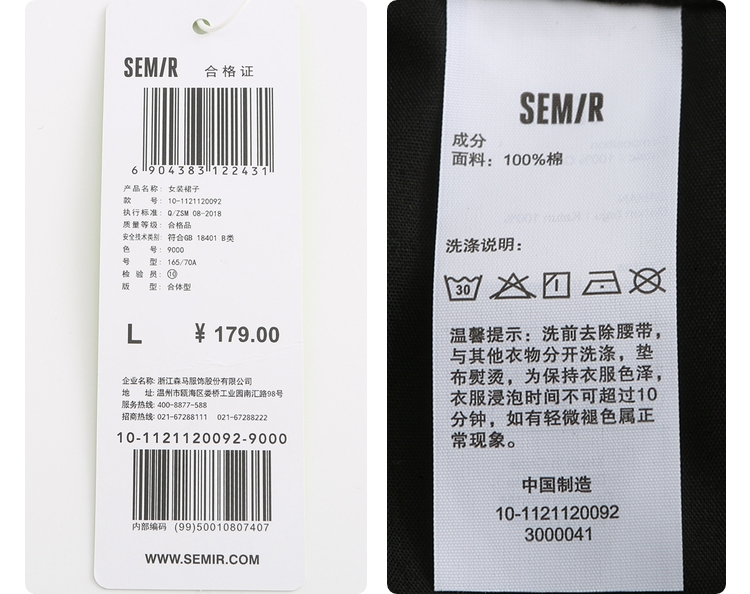 SEMIR 合格证
6 904383 122431
产品名称: 女装裙子
款 号: 10-1121120092
执行标准: Q/ZSM 08-2018
质量等级: 合格品
安全技术类别: 符合GB 18401 B类
色 号: 9000
号 型: 165/70A
检 验 员: ⑩
版 型: 合体型
L ¥ 179.00
企业名称: 浙江森马服饰股份有限公司
地 址: 温州市瓯海区娄桥工业园南汇路98号
服务热线: 400-8877-588
招商热线: 021-67288111 021-67288222
10-1121120092-9000
内部编码 (99)50010807407
WWW.SEMIR.COM
SEMIR
成分
面料: 100%棉
洗涤说明:
30
温馨提示: 洗前去除腰带,
与其他衣物分开洗涤, 垫
布熨烫, 为保持衣服色泽,
衣服浸泡时间不可超过10
分钟, 如有轻微褪色属正
常现象。
中国制造
10-1121120092
3000041